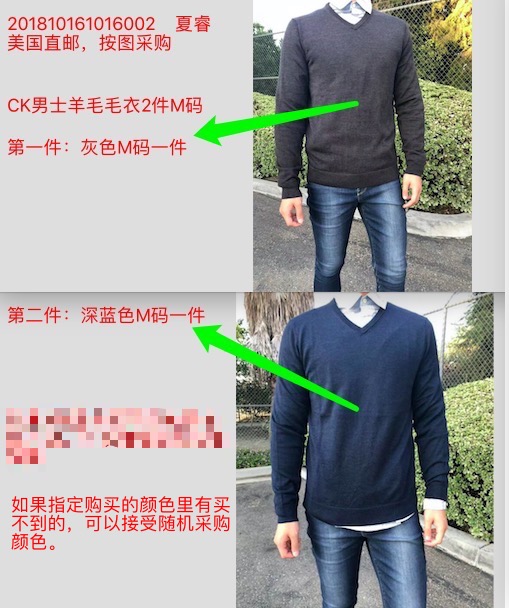 201810161016002 夏睿
美国直邮，按图采购
CK男士羊毛毛衣2件M码
第一件：灰色M码一件
第二件：深蓝色M码一件
如果指定购买的颜色里有买
不到的，可以接受随机采购
颜色。